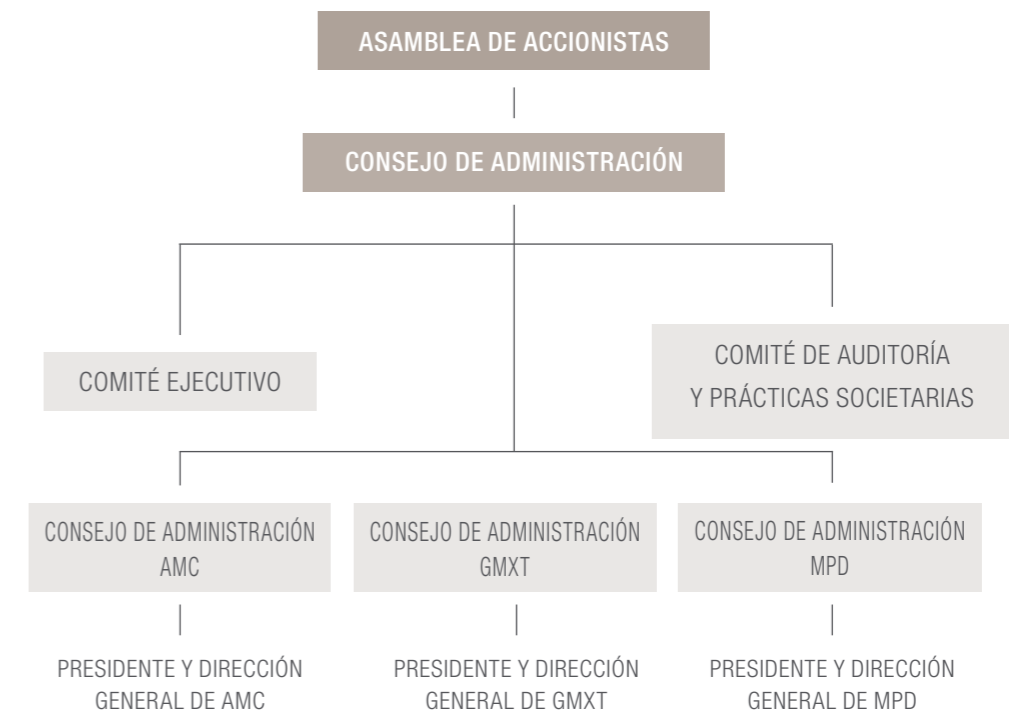 ASAMBLEA DE ACCIONISTAS
CONSEJO DE ADMINISTRACIÓN
COMITÉ EJECUTIVO
COMITÉ DE AUDITORÍA
Y PRÁCTICAS SOCIETARIAS
CONSEJO DE ADMINISTRACIÓN
AMC
CONSEJO DE ADMINISTRACIÓN
GMXT
CONSEJO DE ADMINISTRACIÓN
MPD
PRESIDENTE Y DIRECCIÓN
GENERAL DE AMC
PRESIDENTE Y DIRECCIÓN
GENERAL DE GMXT
PRESIDENTE Y DIRECCIÓN
GENERAL DE MPD